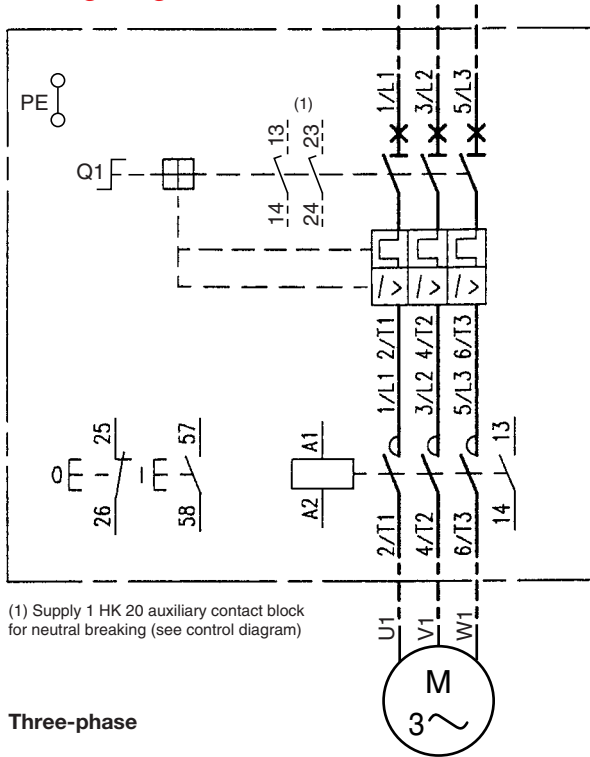 1/L1 3/L2 5/L3
PE
(1)
13 23
Q1
14 24
I> I> I>
2/T1 4/T2 6/T3
1/L1 3/L2 5/L3
25 57 A1 13
0 I
26 58 A2 14
2/T1 4/T2 6/T3
(1) Supply 1 HK 20 auxiliary contact block
for neutral breaking (see control diagram)
U1 V1 W1
M
3~
Three-phase